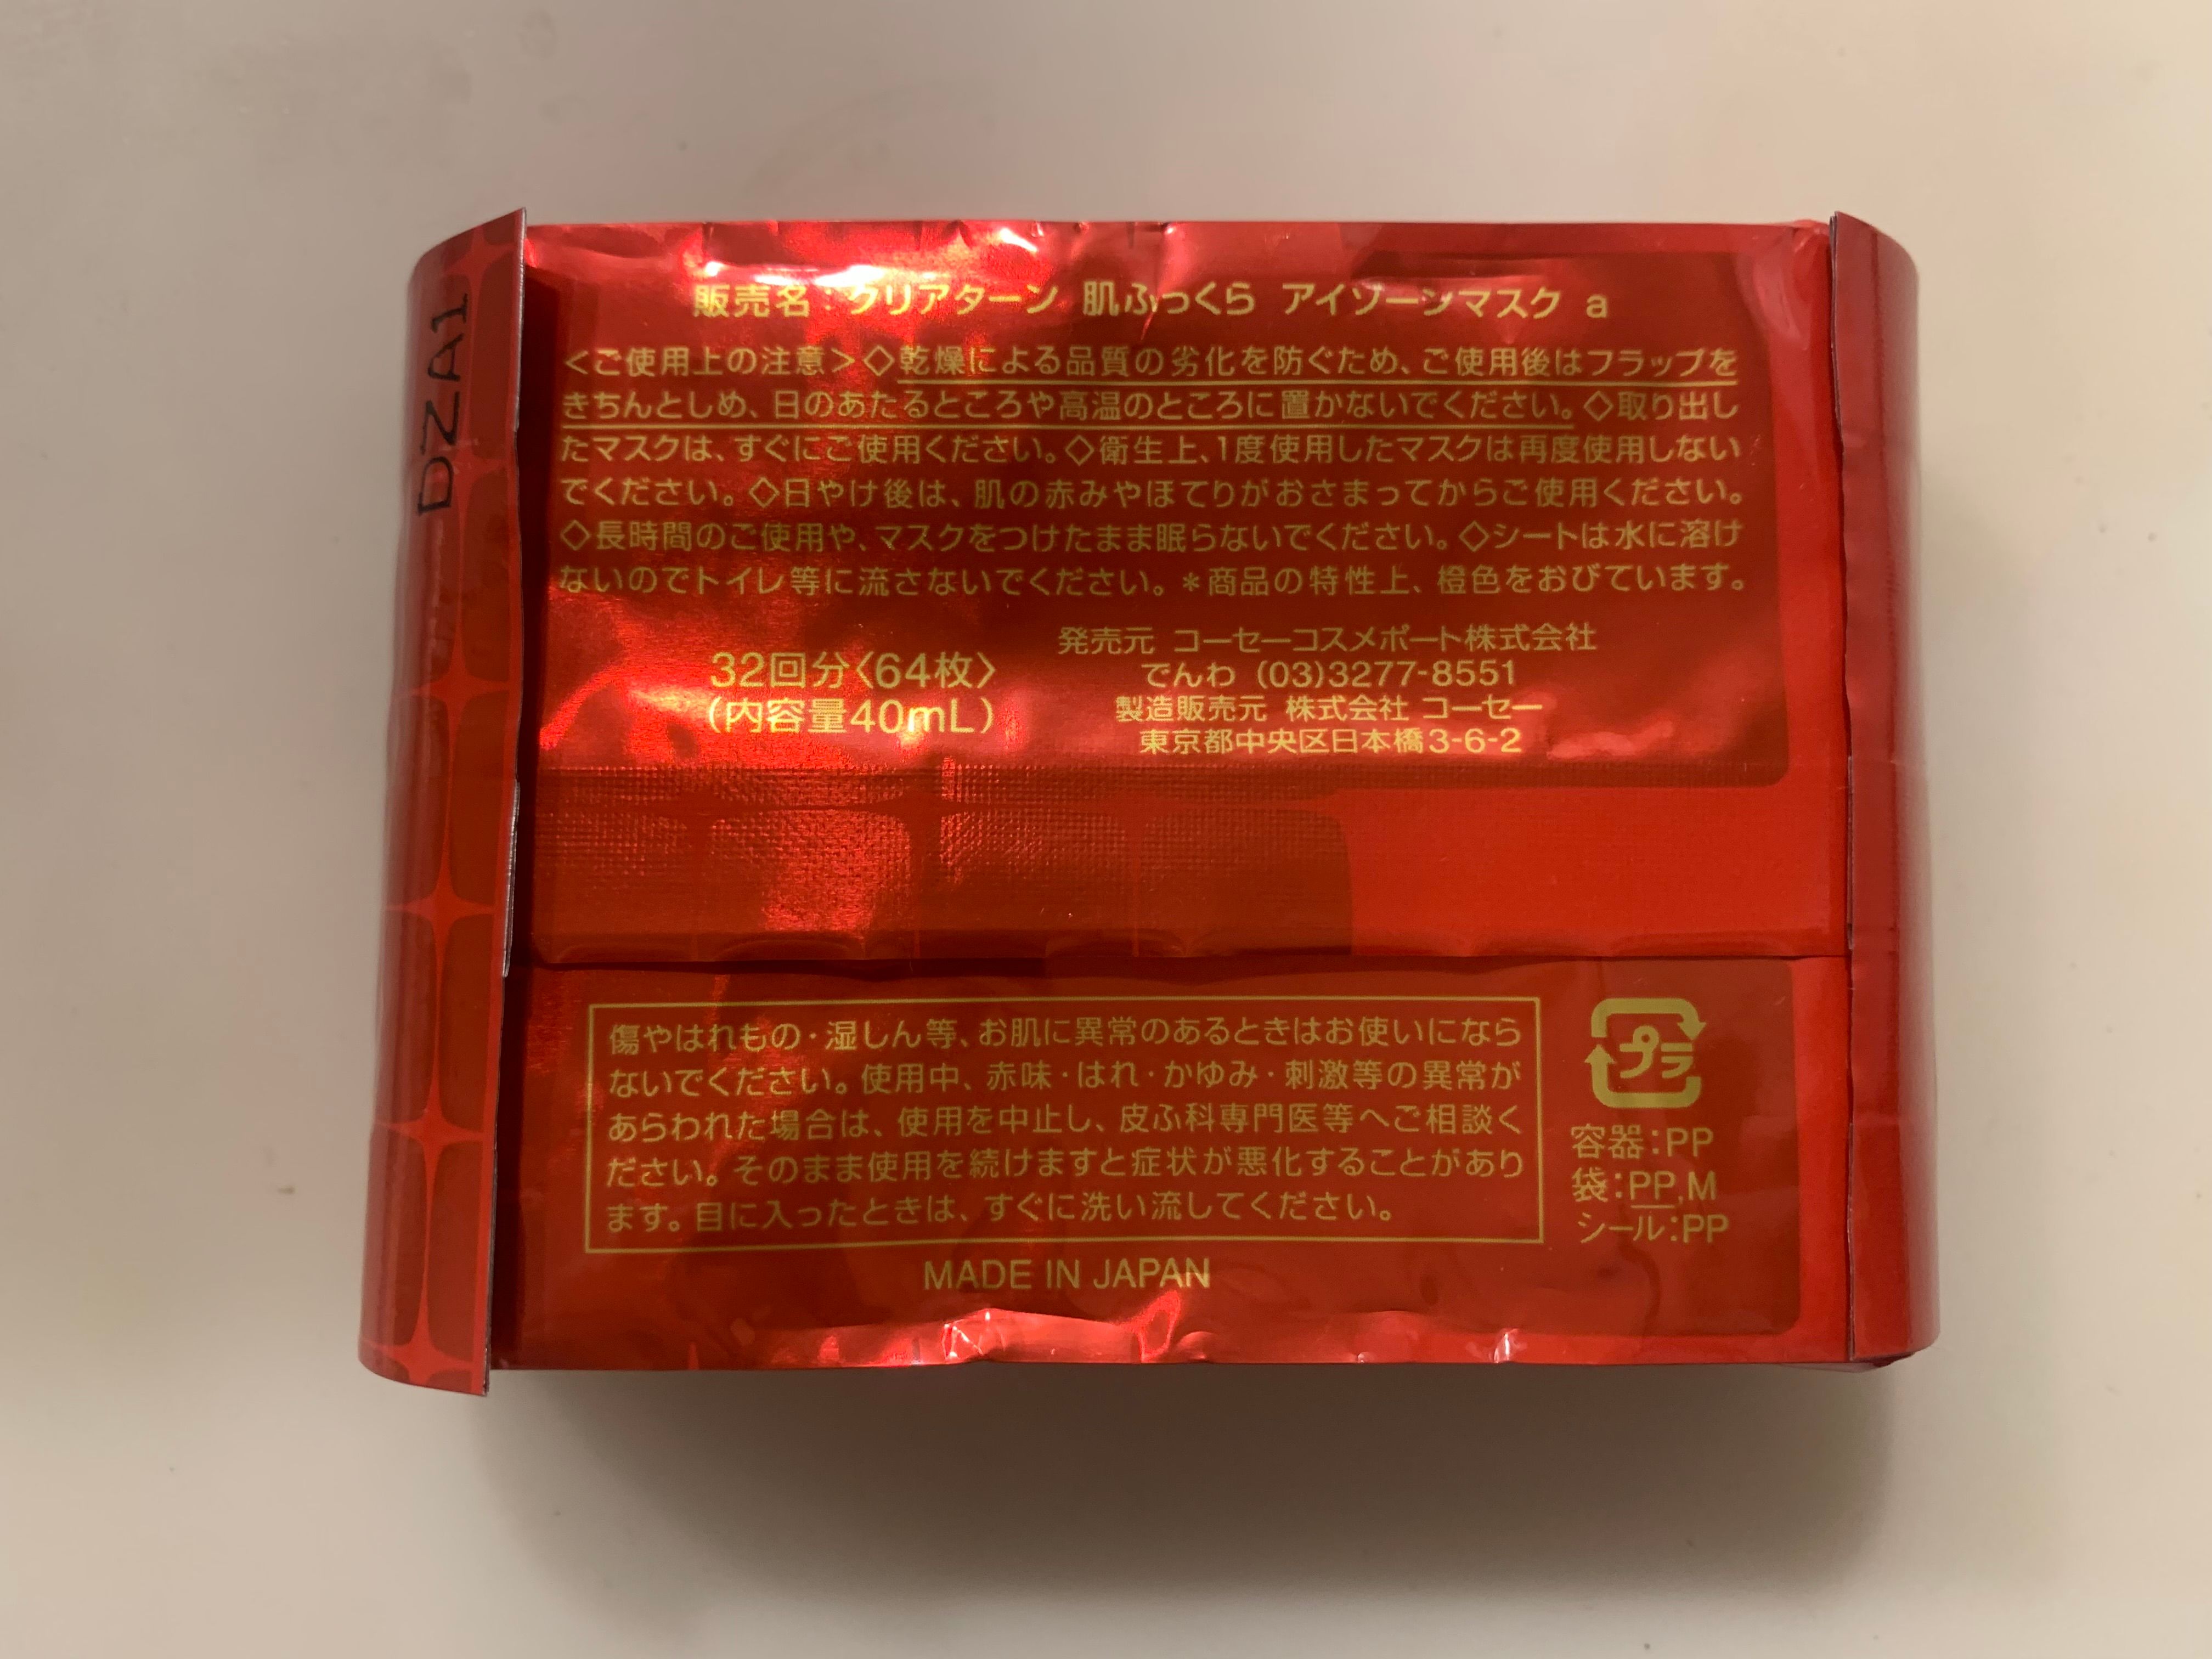 DZA1
販売名：クリアターン 肌ふっくら アイゾーンマスク a
＜ご使用上の注意＞◇乾燥による品質の劣化を防ぐため、ご使用後はフラップを
きちんとしめ、日のあたるところや高温のところに置かないでください。◇取り出し
たマスクは、すぐにご使用ください。◇衛生上、1度使用したマスクは再度使用しない
でください。◇日やけ後は、肌の赤みやほてりがおさまってからご使用ください。
◇長時間のご使用や、マスクをつけたまま眠らないでください。◇シートは水に溶け
ないのでトイレ等に流さないでください。＊商品の特性上、橙色をおびています。
32回分〈64枚〉
（内容量40mL）
発売元 コーセーコスメポート株式会社
でんわ (03)3277-8551
製造販売元 株式会社 コーセー
東京都中央区日本橋3-6-2
傷やはれもの・湿しん等、お肌に異常のあるときはお使いになら
ないでください。使用中、赤味・はれ・かゆみ・刺激等の異常が
あらわれた場合は、使用を中止し、皮ふ科専門医等へご相談く
ださい。そのまま使用を続けますと症状が悪化することがあり
ます。目に入ったときは、すぐに洗い流してください。
MADE IN JAPAN
プラ
容器：PP
袋：PP,M
シール：PP